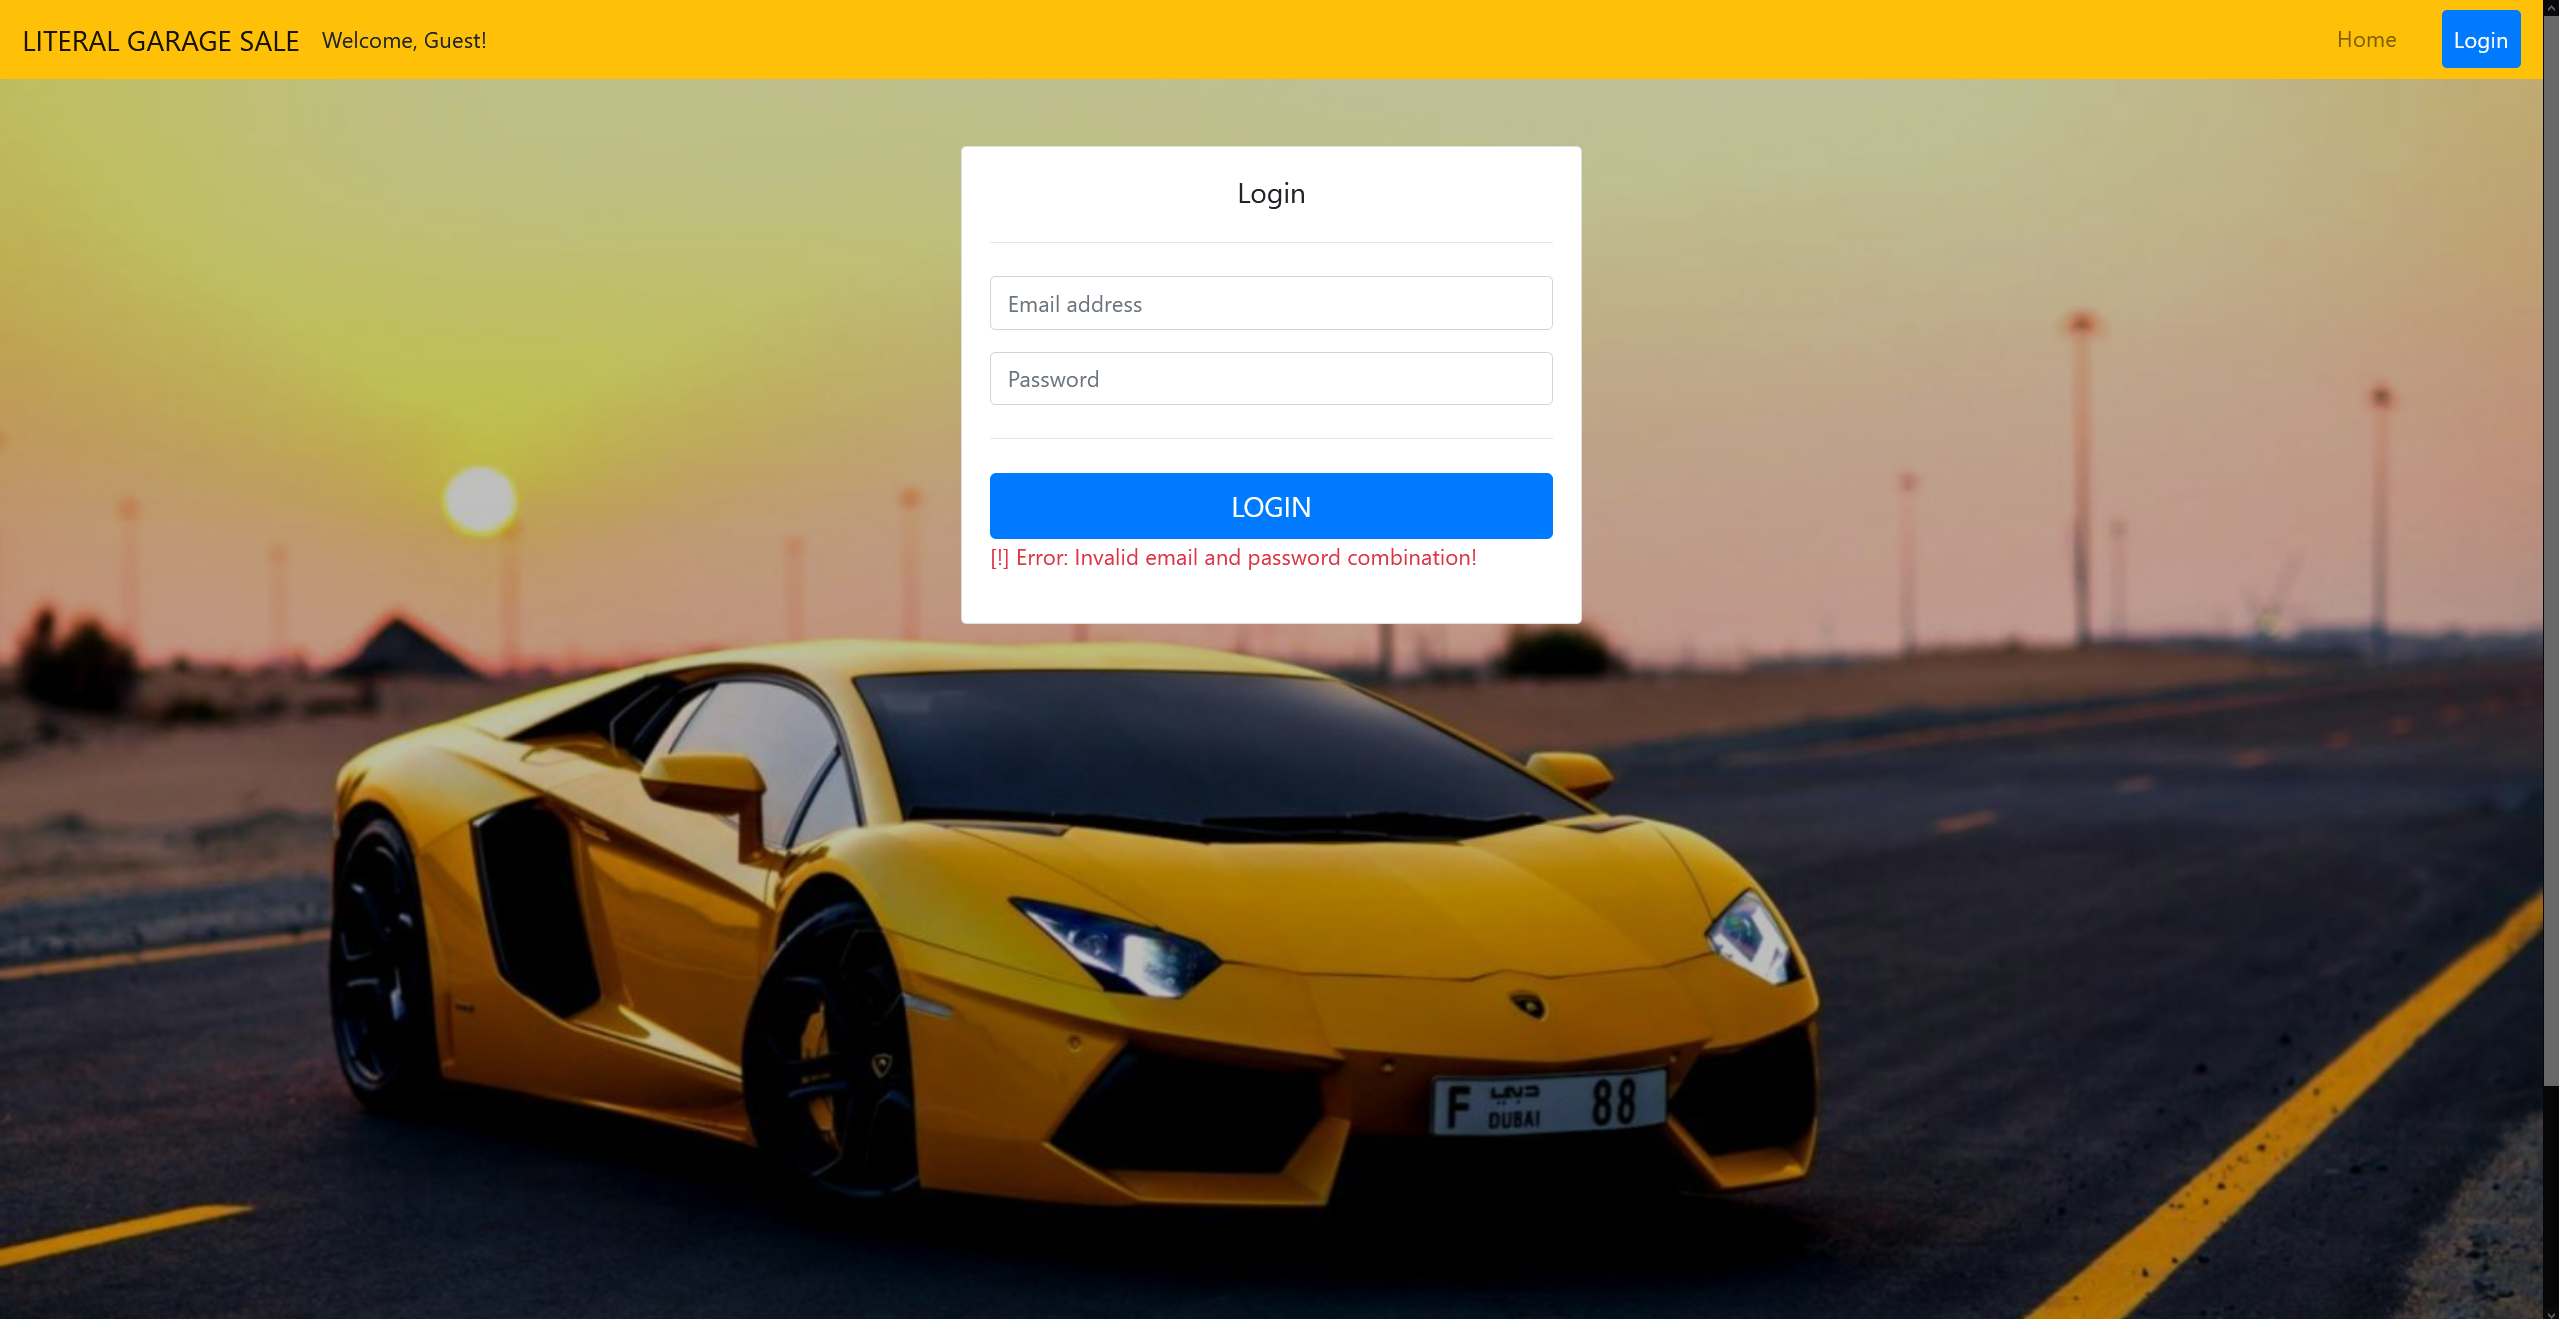 LITERAL GARAGE SALE Welcome, Guest! Home Login
Login
Email address
Password
LOGIN
[!] Error: Invalid email and password combination!
F دبي DUBAI 88